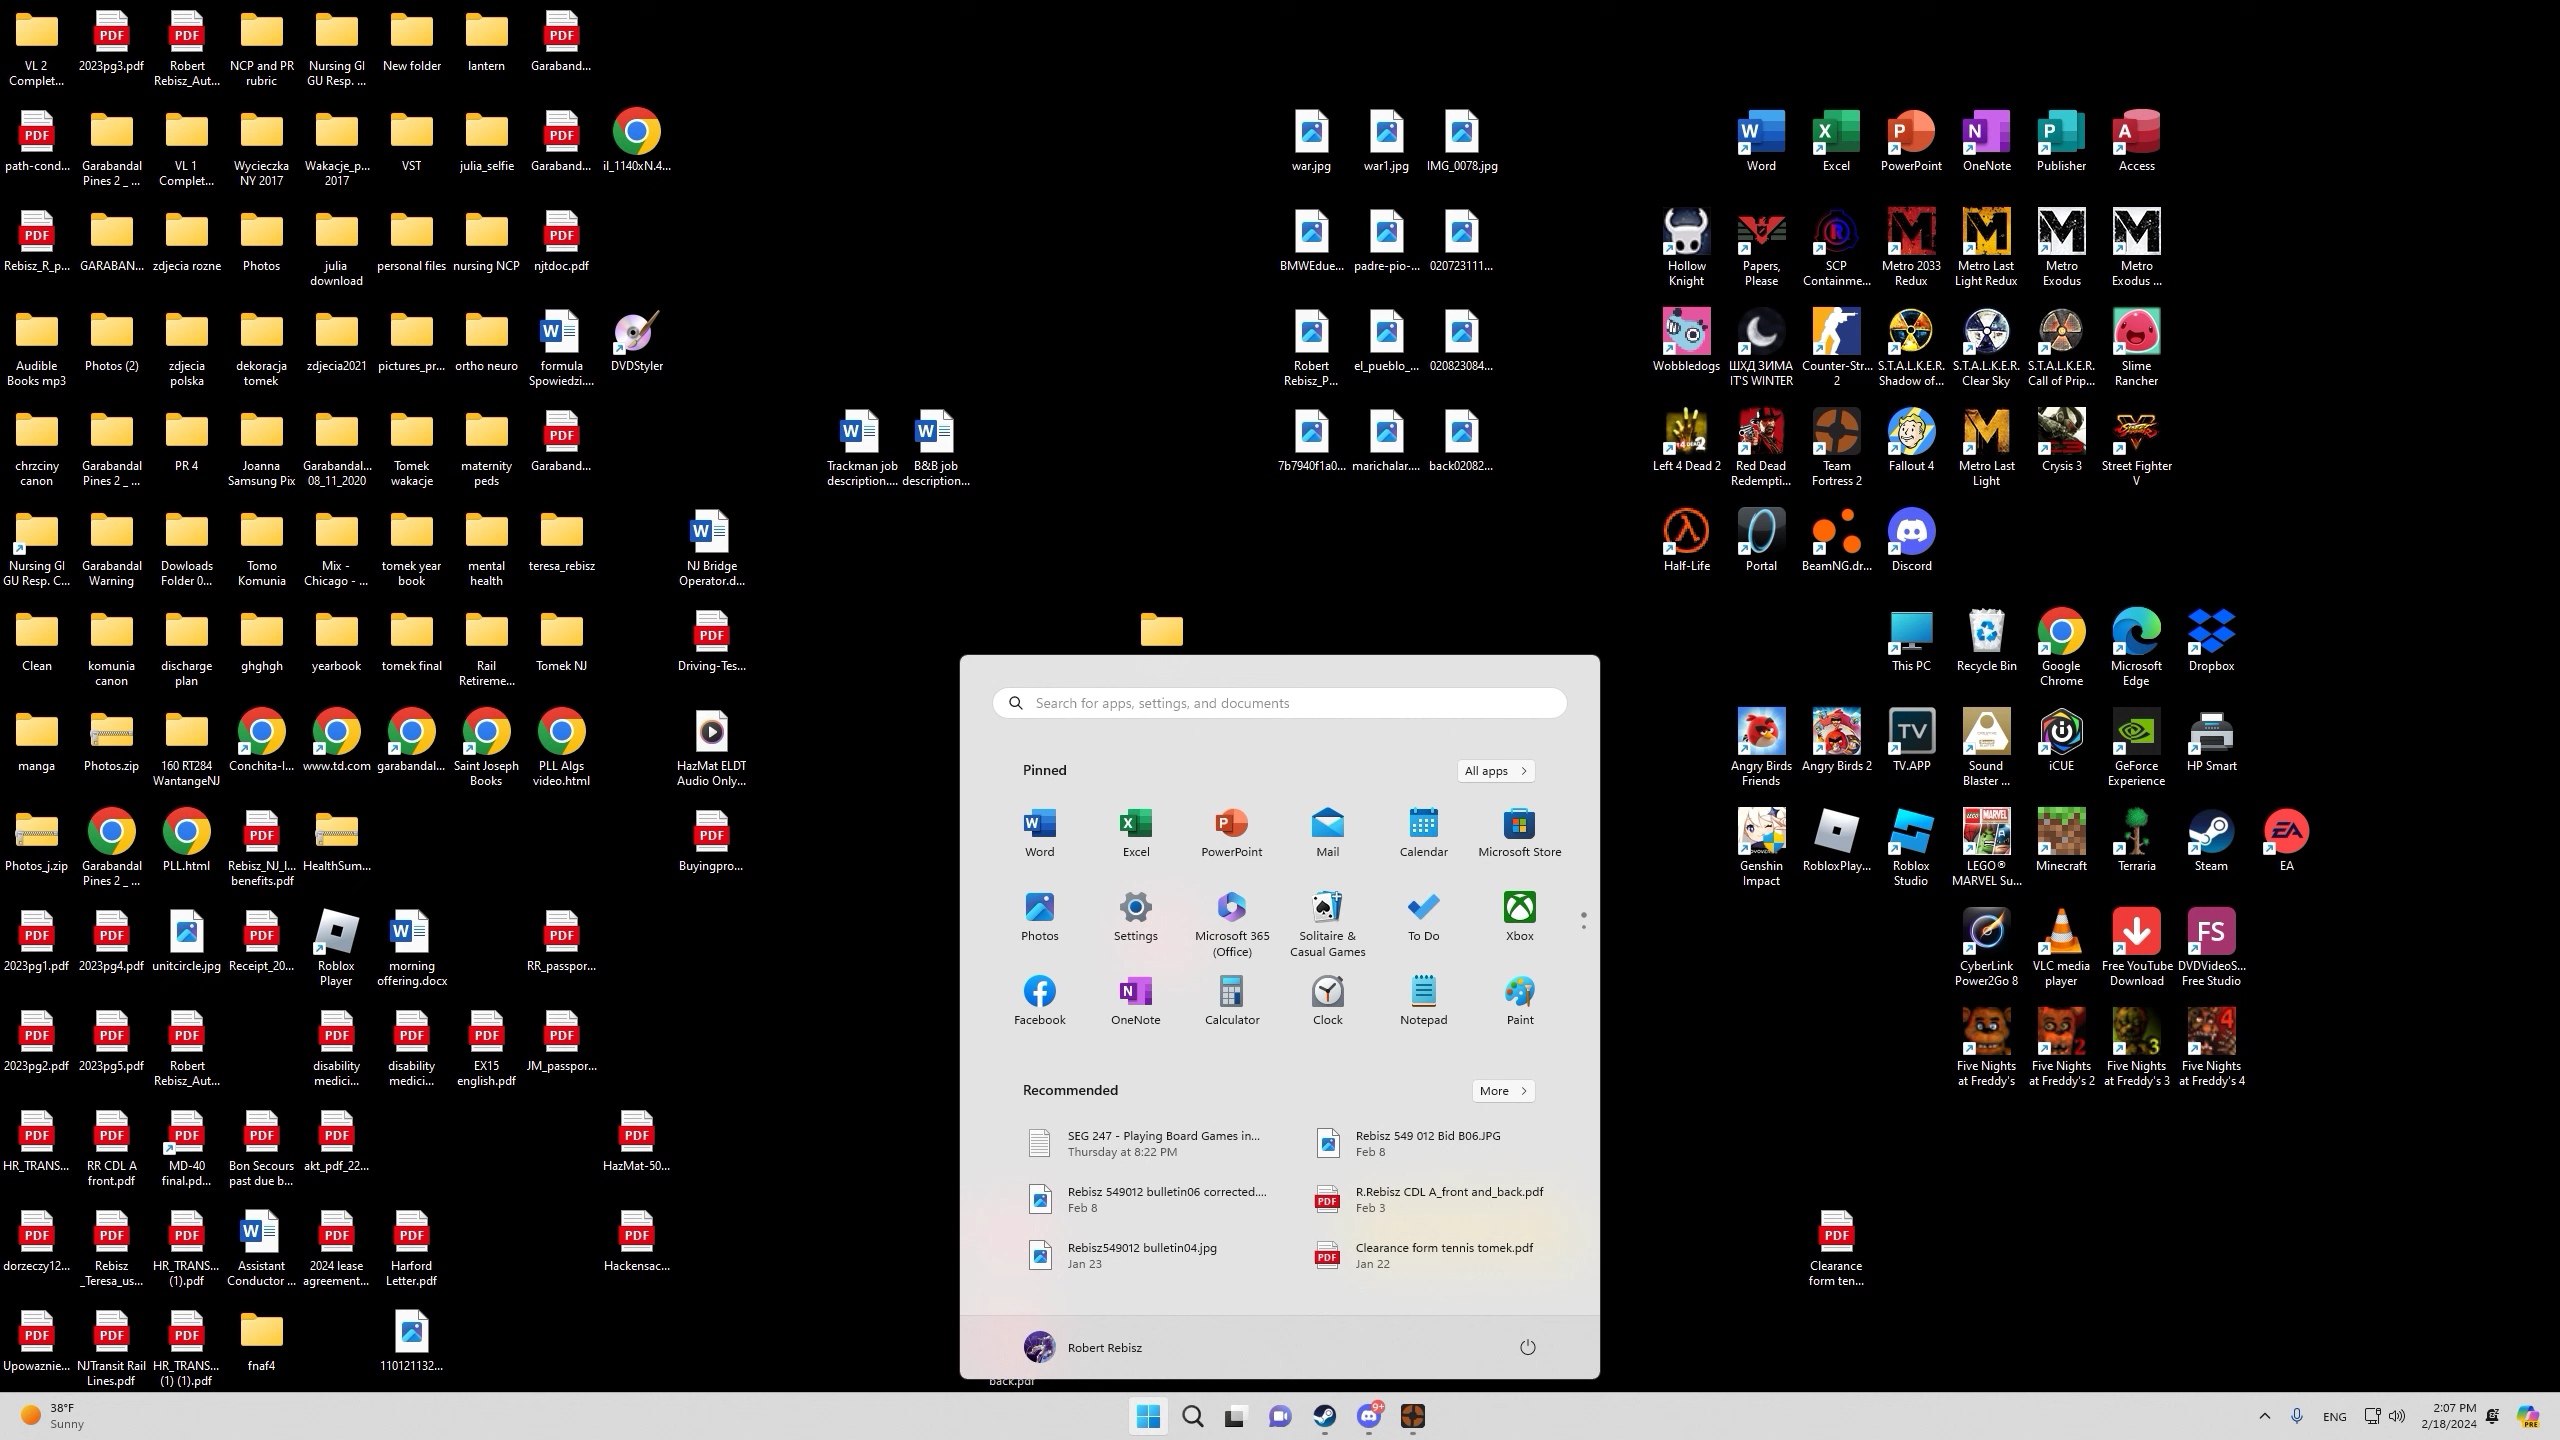 VL 2
Complet...
2023pg3.pdf
Robert
Rebisz_Aut...
NCP and PR
rubric
Nursing GI
GU Resp. ...
New folder
lantern
Garaband...
path-cond...
Garabandal
Pines 2 _ ...
VL 1
Complet...
Wycieczka
NY 2017
Wakacje_p...
2017
VST
julia_selfie
Garaband...
il_1140xN.4...
war.jpg
war1.jpg
IMG_0078.jpg
Word
Excel
PowerPoint
OneNote
Publisher
Access
Rebisz_R_p...
GARABAN...
zdjecia rozne
Photos
julia
download
personal files
nursing NCP
njtdoc.pdf
BMWEdue...
padre-pio-...
020723111...
Hollow
Knight
Papers,
Please
SCP
Containme...
Metro 2033
Redux
Metro Last
Light Redux
Metro
Exodus
Metro
Exodus ...
Audible
Books mp3
Photos (2)
zdjecia
polska
dekoracja
tomek
zdjecia2021
pictures_pr...
ortho neuro
formula
Spowiedzi....
DVDStyler
Robert
Rebisz_P...
el_pueblo_...
020823084...
Wobbledogs
ШХД ЗИМА
IT'S WINTER
Counter-Str...
2
S.T.A.L.K.E.R.
Shadow of...
S.T.A.L.K.E.R.
Clear Sky
S.T.A.L.K.E.R.
Call of Prip...
Slime
Rancher
chrzciny
canon
Garabandal
Pines 2 _ ...
PR 4
Joanna
Samsung Pix
Garabandal...
08_11_2020
Tomek
wakacje
maternity
peds
Garaband...
Trackman job
description....
B&B job
description...
7b7940f1a0...
marichalar....
back02082...
Left 4 Dead 2
Red Dead
Redempti...
Team
Fortress 2
Fallout 4
Metro Last
Light
Crysis 3
Street Fighter
V
Nursing GI
GU Resp. C...
Garabandal
Warning
Dowloads
Folder 0...
Tomo
Komunia
Mix -
Chicago - ...
tomek year
book
mental
health
teresa_rebisz
NJ Bridge
Operator.d...
Half-Life
Portal
BeamNG.dr...
Discord
Clean
komunia
canon
discharge
plan
ghghgh
yearbook
tomek final
Rail
Retireme...
Tomek NJ
Driving-Tes...
This PC
Recycle Bin
Google
Chrome
Microsoft
Edge
Dropbox
manga
Photos.zip
160 RT284
WantangeNJ
Conchita-I...
www.td.com
garabandal...
Saint Joseph
Books
PLL Algs
video.html
HazMat ELDT
Audio Only...
Angry Birds
Friends
Angry Birds 2
TV.APP
Sound
Blaster ...
iCUE
GeForce
Experience
HP Smart
Photos_j.zip
Garabandal
Pines 2 _ ...
PLL.html
Rebisz_NJ_I...
benefits.pdf
HealthSum...
Buyingpro...
Genshin
Impact
RobloxPlay...
Roblox
Studio
LEGO®
MARVEL Su...
Minecraft
Terraria
Steam
EA
2023pg1.pdf
2023pg4.pdf
unitcircle.jpg
Receipt_20...
Roblox
Player
morning
offering.docx
RR_passpor...
CyberLink
Power2Go 8
VLC media
player
Free YouTube
Download
DVDVideoS...
Free Studio
2023pg2.pdf
2023pg5.pdf
Robert
Rebisz_Aut...
disability
medici...
disability
medici...
EX15
english.pdf
JM_passpor...
Five Nights
at Freddy's
Five Nights
at Freddy's 2
Five Nights
at Freddy's 3
Five Nights
at Freddy's 4
HR_TRANS...
RR CDL A
front.pdf
MD-40
final.pd...
Bon Secours
past due b...
akt_pdf_22...
HazMat-50...
dorzeczy12...
Rebisz
_Teresa_us...
HR_TRANS...
(1).pdf
Assistant
Conductor ...
2024 lease
agreement...
Harford
Letter.pdf
Hackensac...
Clearance
form ten...
Upowaznie...
NJTransit Rail
Lines.pdf
HR_TRANS...
(1) (1).pdf
fnaf4
110121132...
back.pdf
Search for apps, settings, and documents
Pinned
All apps
Word
Excel
PowerPoint
Mail
Calendar
Microsoft Store
Photos
Settings
Microsoft 365
(Office)
Solitaire &
Casual Games
To Do
Xbox
Facebook
OneNote
Calculator
Clock
Notepad
Paint
Recommended
More
SEG 247 - Playing Board Games in...
Thursday at 8:22 PM
Rebisz 549 012 Bid B06.JPG
Feb 8
Rebisz 549012 bulletin06 corrected....
Feb 8
R.Rebisz CDL A_front and_back.pdf
Feb 3
Rebisz549012 bulletin04.jpg
Jan 23
Clearance form tennis tomek.pdf
Jan 22
Robert Rebisz
38°F
Sunny
9+
ENG
2:07 PM
2/18/2024
PRE